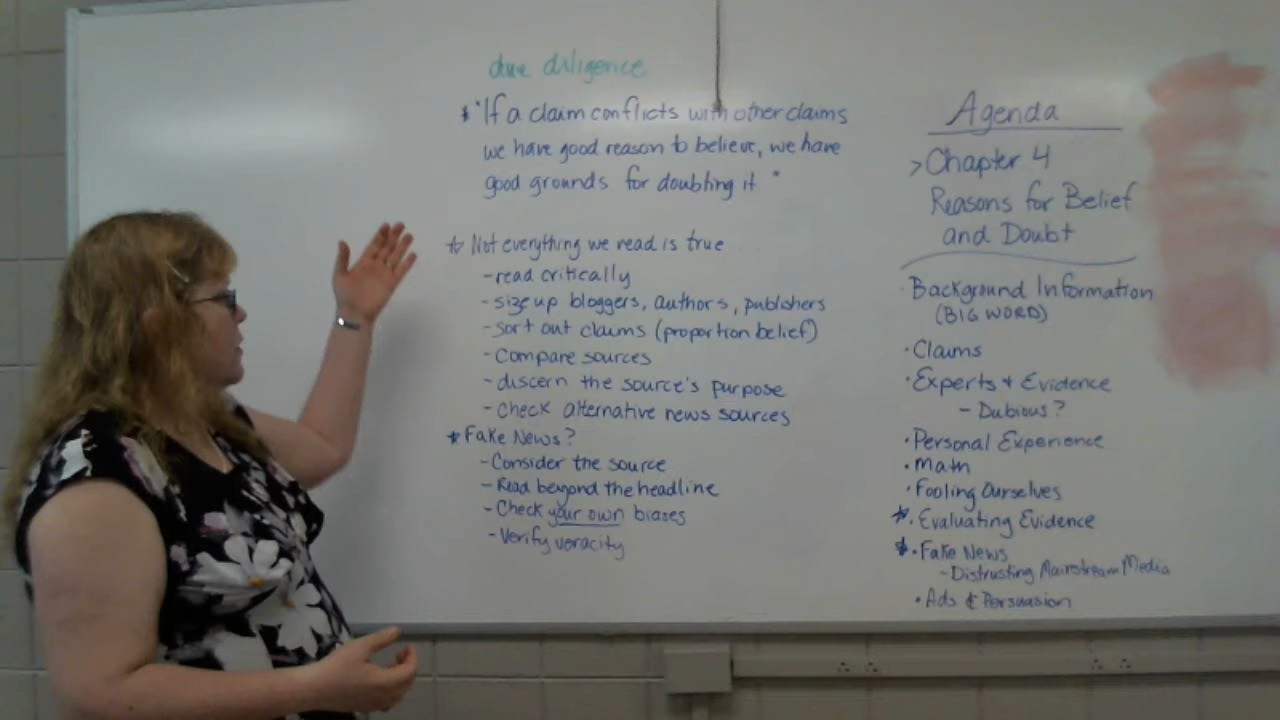 due diligence
* "If a claim conflicts with other claims
we have good reason to believe, we have
good grounds for doubting it "
☆ Not everything we read is true
- read critically
- size up bloggers, authors, publishers
- sort out claims (proportion belief)
- Compare sources
- discern the source's purpose
- Check alternative news sources
* Fake News?
- Consider the source
- Read beyond the headline
- Check your own biases
- Verify veracity
Agenda
> Chapter 4
Reasons for Belief
and Doubt
· Background Information
(BIG WORD)
· Claims
· Experts + Evidence
- Dubious?
· Personal Experience
· Math
· Fooling Ourselves
* · Evaluating Evidence
* · Fake News
- Distrusting Mainstream Media
· Ads & Persuasion